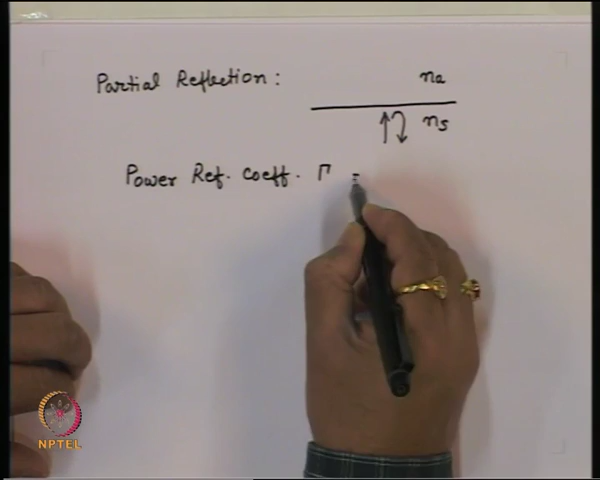 Partial Reflection:
na
ns
Power Ref. Coeff. Γ =
NPTEL